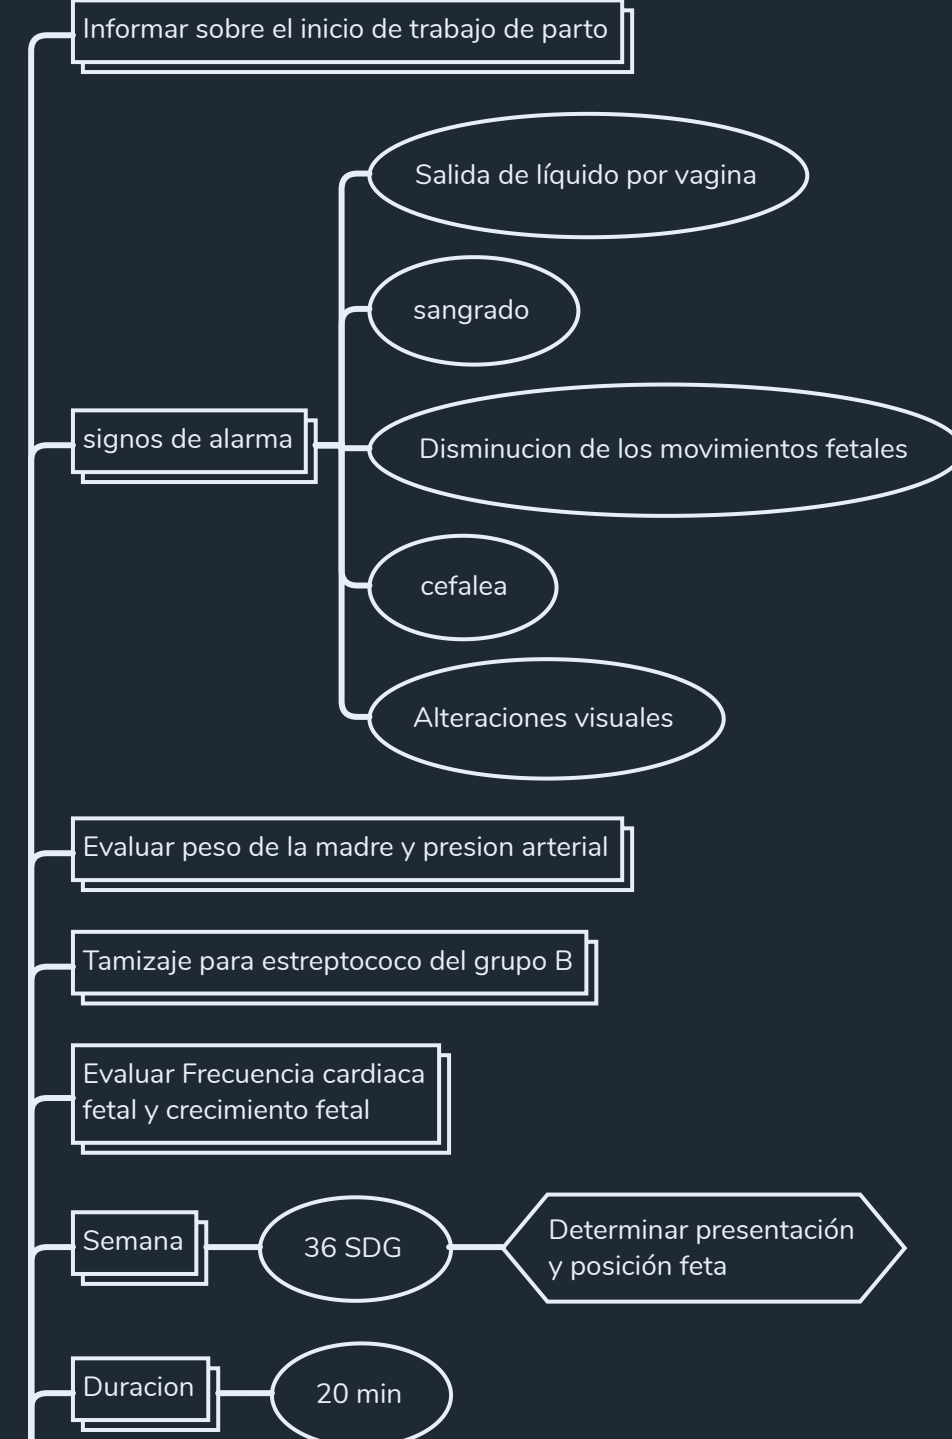 Informar sobre el inicio de trabajo de parto
Salida de líquido por vagina
sangrado
signos de alarma
Disminucion de los movimientos fetales
cefalea
Alteraciones visuales
Evaluar peso de la madre y presion arterial
Tamizaje para estreptococo del grupo B
Evaluar Frecuencia cardiaca
fetal y crecimiento fetal
Semana
36 SDG
Determinar presentación
y posición feta
Duracion
20 min